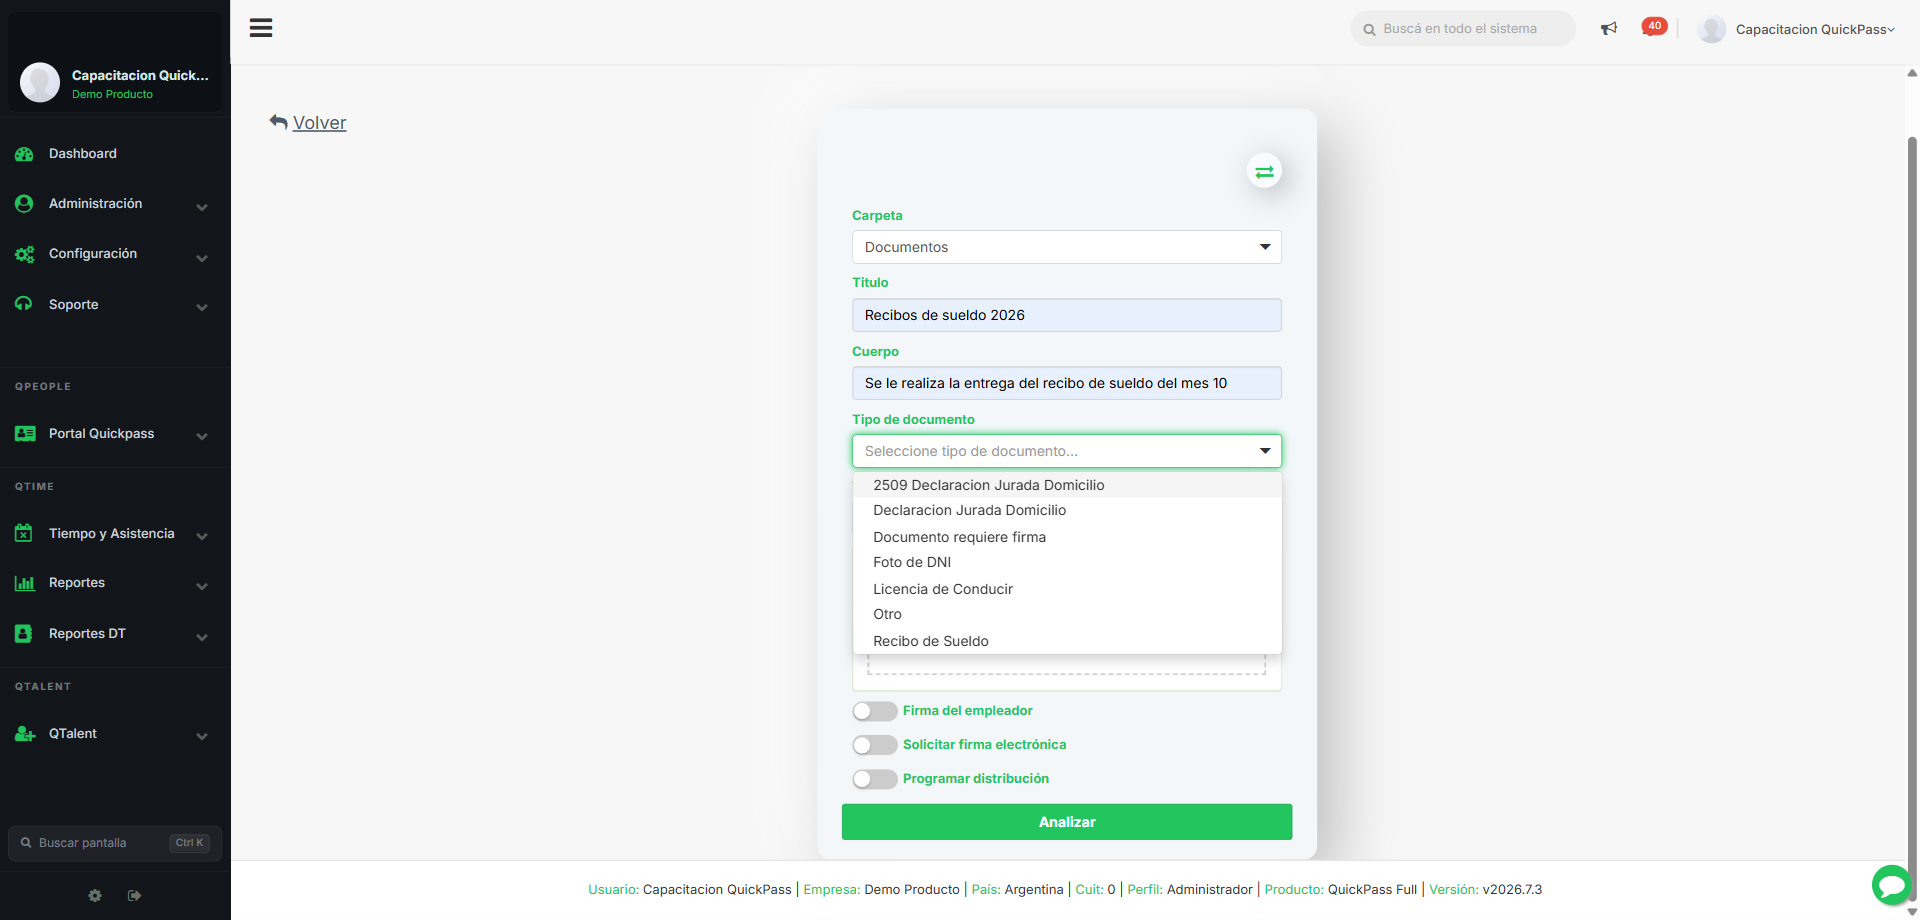 Capacitacion Quick...
Demo Producto
Dashboard
Administración
Configuración
Soporte
QPEOPLE
Portal Quickpass
QTIME
Tiempo y Asistencia
Reportes
Reportes DT
QTALENT
QTalent
Buscar pantalla
Ctrl K
Buscá en todo el sistema
40
Capacitacion QuickPass
Volver
Carpeta
Documentos
Titulo
Recibos de sueldo 2026
Cuerpo
Se le realiza la entrega del recibo de sueldo del mes 10
Tipo de documento
Seleccione tipo de documento...
2509 Declaracion Jurada Domicilio
Declaracion Jurada Domicilio
Documento requiere firma
Foto de DNI
Licencia de Conducir
Otro
Recibo de Sueldo
Firma del empleador
Solicitar firma electrónica
Programar distribución
Analizar
Usuario: Capacitacion QuickPass | Empresa: Demo Producto | País: Argentina | Cuit: 0 | Perfil: Administrador | Producto: QuickPass Full | Versión: v2026.7.3